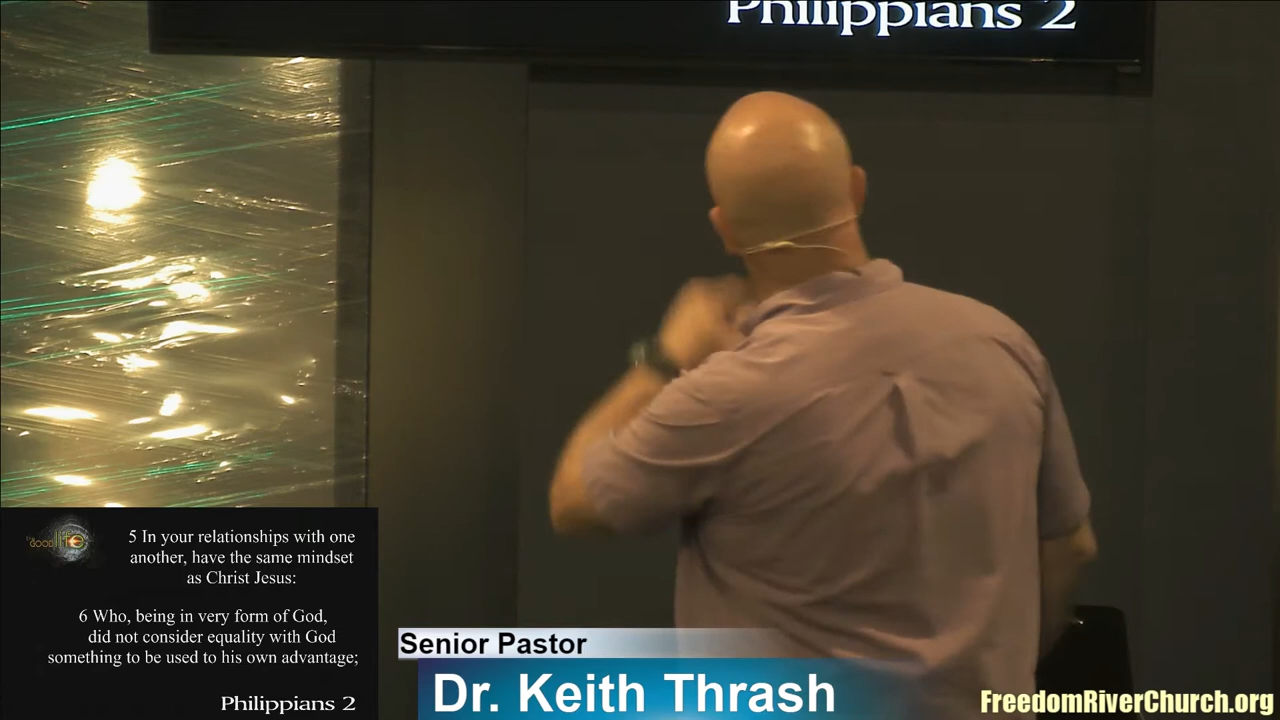 Philippians 2
GOOD life
5 In your relationships with one
another, have the same mindset
as Christ Jesus:
6 Who, being in very form of God,
did not consider equality with God
something to be used to his own advantage;
Philippians 2
Senior Pastor
Dr. Keith Thrash
FreedomRiverChurch.org